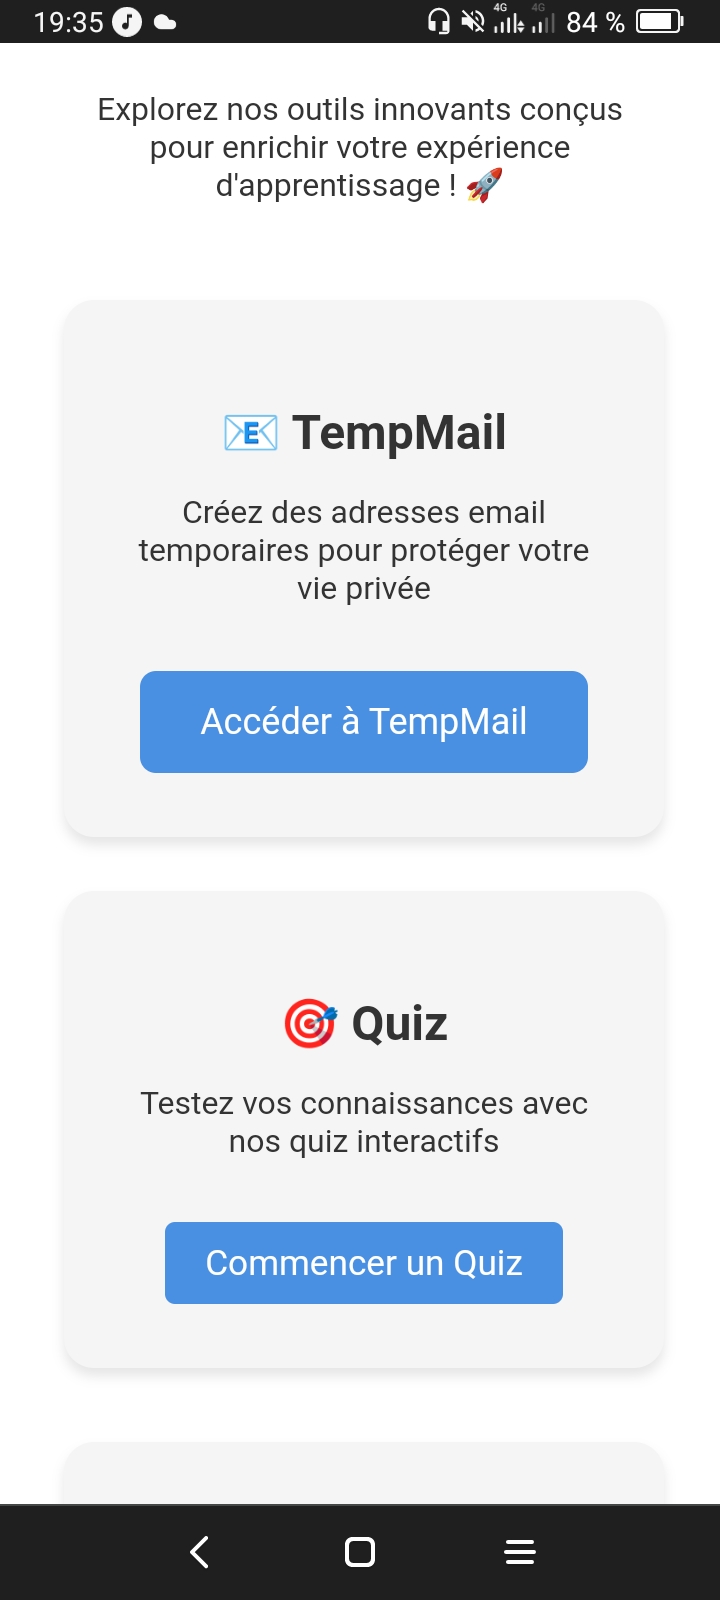 19:35
4G 4G 84 %
Explorez nos outils innovants conçus
pour enrichir votre expérience
d'apprentissage ! 🚀
📧 TempMail
Créez des adresses email
temporaires pour protéger votre
vie privée
Accéder à TempMail
🎯 Quiz
Testez vos connaissances avec
nos quiz interactifs
Commencer un Quiz